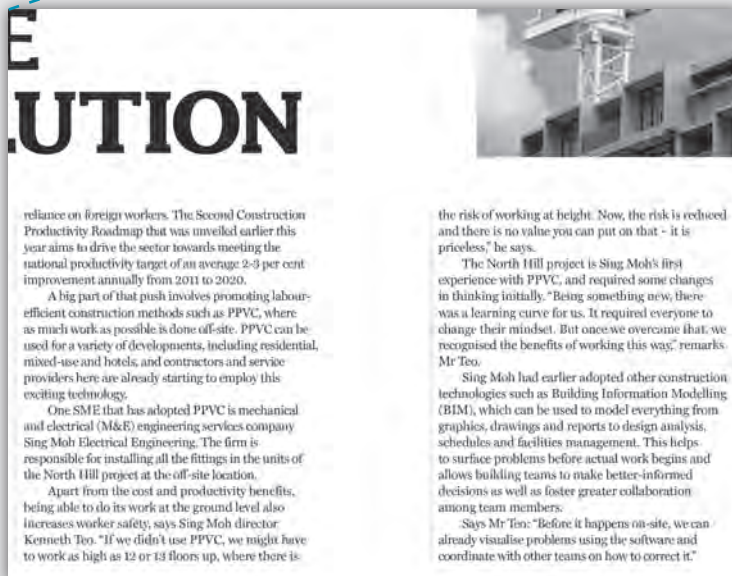 E
UTION
reliance on foreign workers. The Second Construction
Productivity Roadmap that was unveiled earlier this
year aims to drive the sector towards meeting the
national productivity target of an average 2-3 per cent
improvement annually from 2011 to 2020.
A big part of that push involves promoting labour-
efficient construction methods such as PPVC, where
as much work as possible is done off-site. PPVC can be
used for a variety of developments, including residential,
mixed-use and hotels, and contractors and service
providers here are already starting to employ this
exciting technology.
One SME that has adopted PPVC is mechanical
and electrical (M&E) engineering services company
Sing Moh Electrical Engineering. The firm is
responsible for installing all the fittings in the units of
the North Hill project at the off-site location.
Apart from the cost and productivity benefits,
being able to do its work at the ground level also
increases worker safety, says Sing Moh director
Kenneth Teo. "If we didn't use PPVC, we might have
to work as high as 12 or 13 floors up, where there is
the risk of working at height. Now, the risk is reduced
and there is no value you can put on that – it is
priceless," he says.
The North Hill project is Sing Moh's first
experience with PPVC, and required some changes
in thinking initially. "Being something new, there
was a learning curve for us. It required everyone to
change their mindset. But once we overcame that, we
recognised the benefits of working this way," remarks
Mr Teo.
Sing Moh had earlier adopted other construction
technologies such as Building Information Modelling
(BIM), which can be used to model everything from
graphics, drawings and reports to design analysis,
schedules and facilities management. This helps
to surface problems before actual work begins and
allows building teams to make better-informed
decisions as well as foster greater collaboration
among team members.
Says Mr Teo: "Before it happens on-site, we can
already visualise problems using the software and
coordinate with other teams on how to correct it."